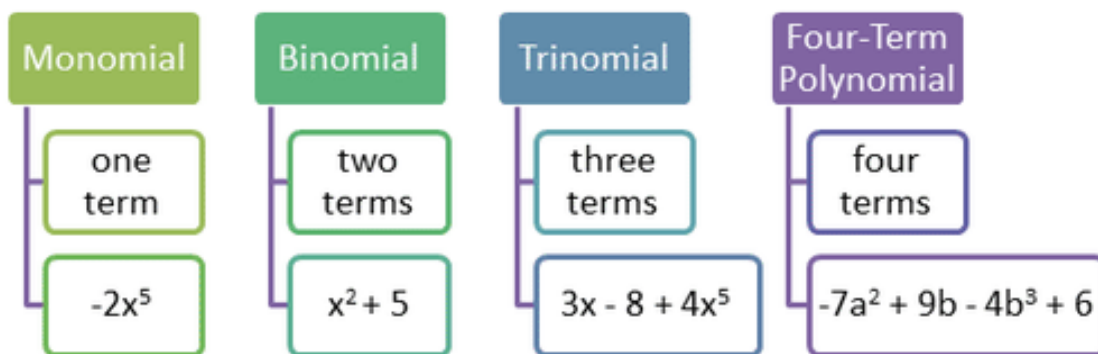 Monomial
one
term
-2x⁵
Binomial
two
terms
x² + 5
Trinomial
three
terms
3x - 8 + 4x⁵
Four-Term
Polynomial
four
terms
-7a² + 9b - 4b³ + 6